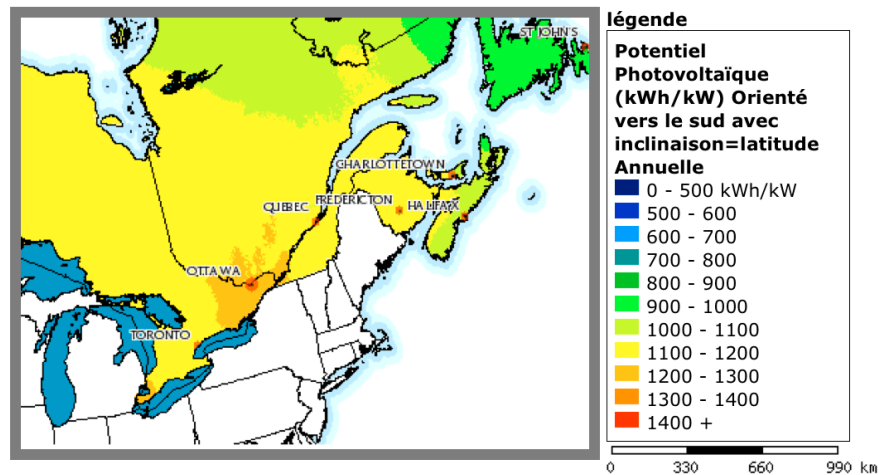 légende
ST JOHN'S
Potentiel
Photovoltaïque
(kWh/kW) Orienté
vers le sud avec
inclinaison=latitude
Annuelle
0 - 500 kWh/kW
500 - 600
600 - 700
700 - 800
800 - 900
900 - 1000
1000 - 1100
1100 - 1200
1200 - 1300
1300 - 1400
1400 +
CHARLOTTETOWN
QUEBEC FREDERICTON HALIFAX
OTTAWA
TORONTO
0 330 660 990 km